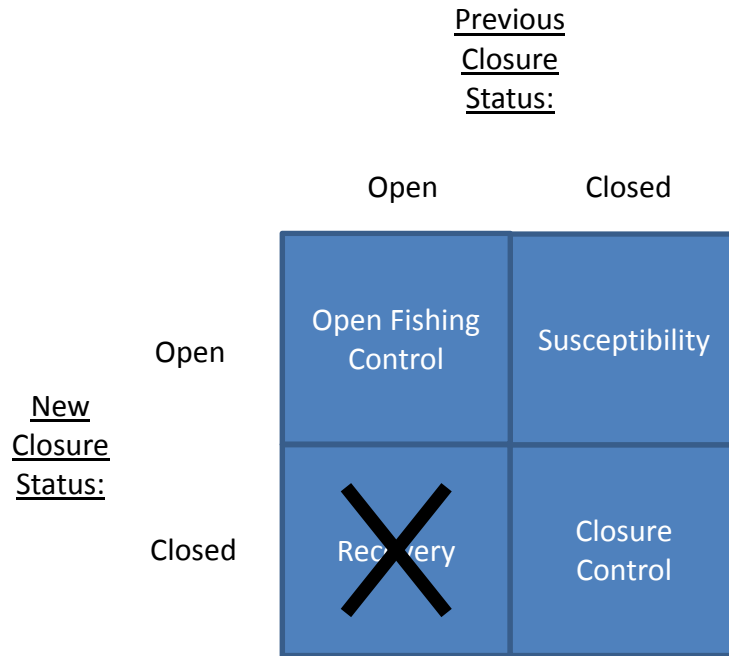 Previous
Closure
Status:
Open Closed
Open Fishing
Control
Susceptibility
Open
New
Closure
Status:
Closed
Recovery
Closure
Control